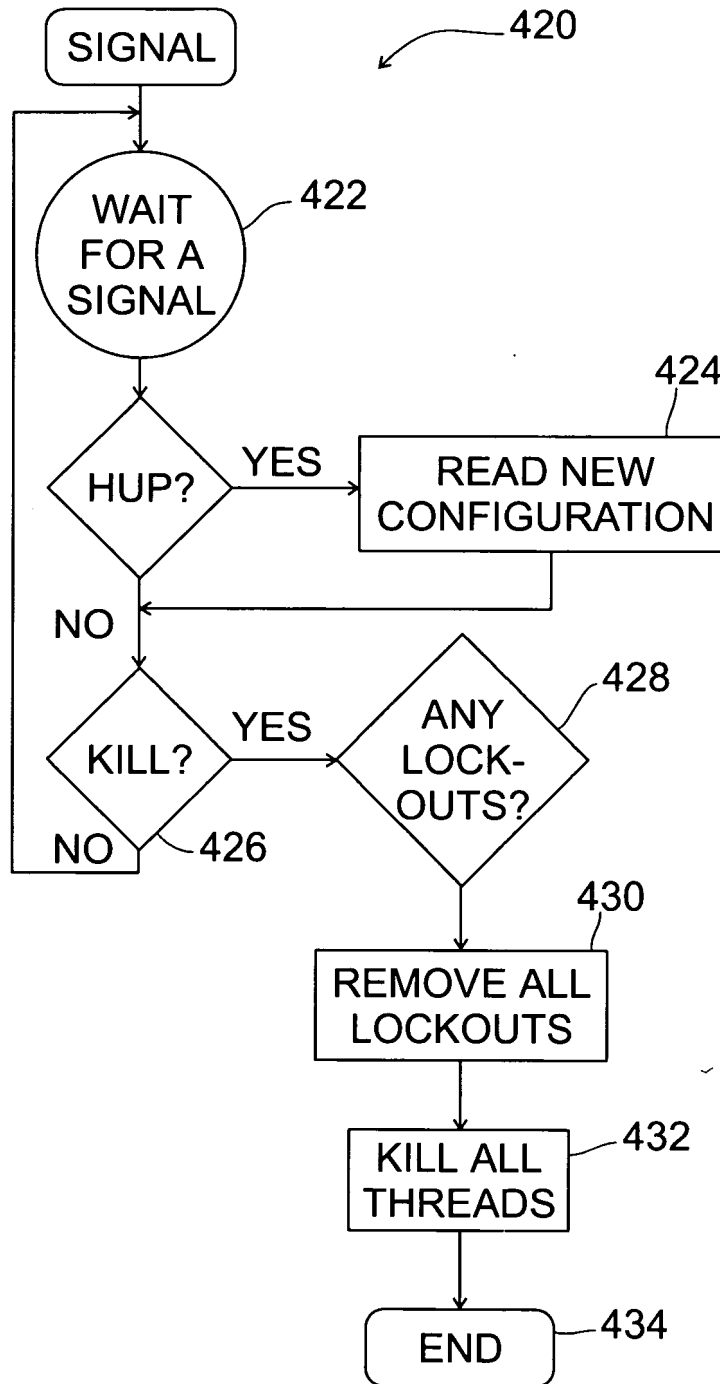 SIGNAL
420
WAIT
FOR A
SIGNAL
422
HUP?
YES
424
READ NEW
CONFIGURATION
NO
KILL?
YES
426
NO
ANY
LOCK-
OUTS?
428
430
REMOVE ALL
LOCKOUTS
432
KILL ALL
THREADS
END
434